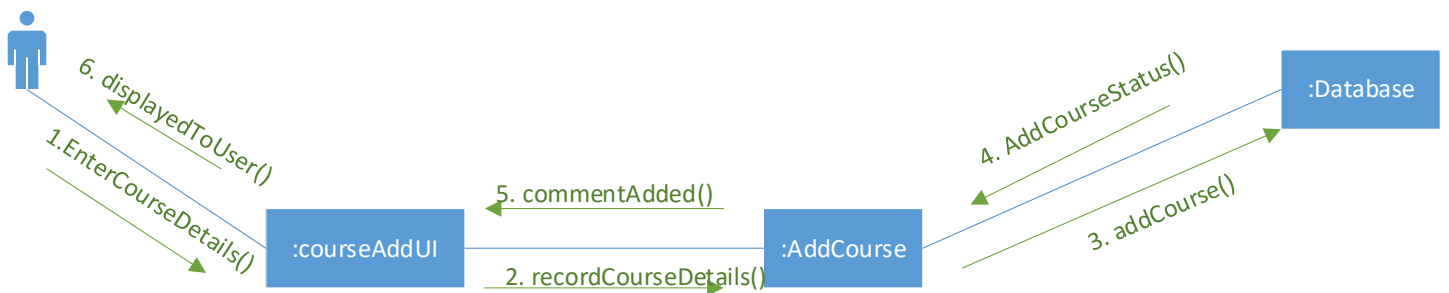 6. displayedToUser()
1.EnterCourseDetails()
:courseAddUI
5. commentAdded()
2. recordCourseDetails()
:AddCourse
4. AddCourseStatus()
3. addCourse()
:Database